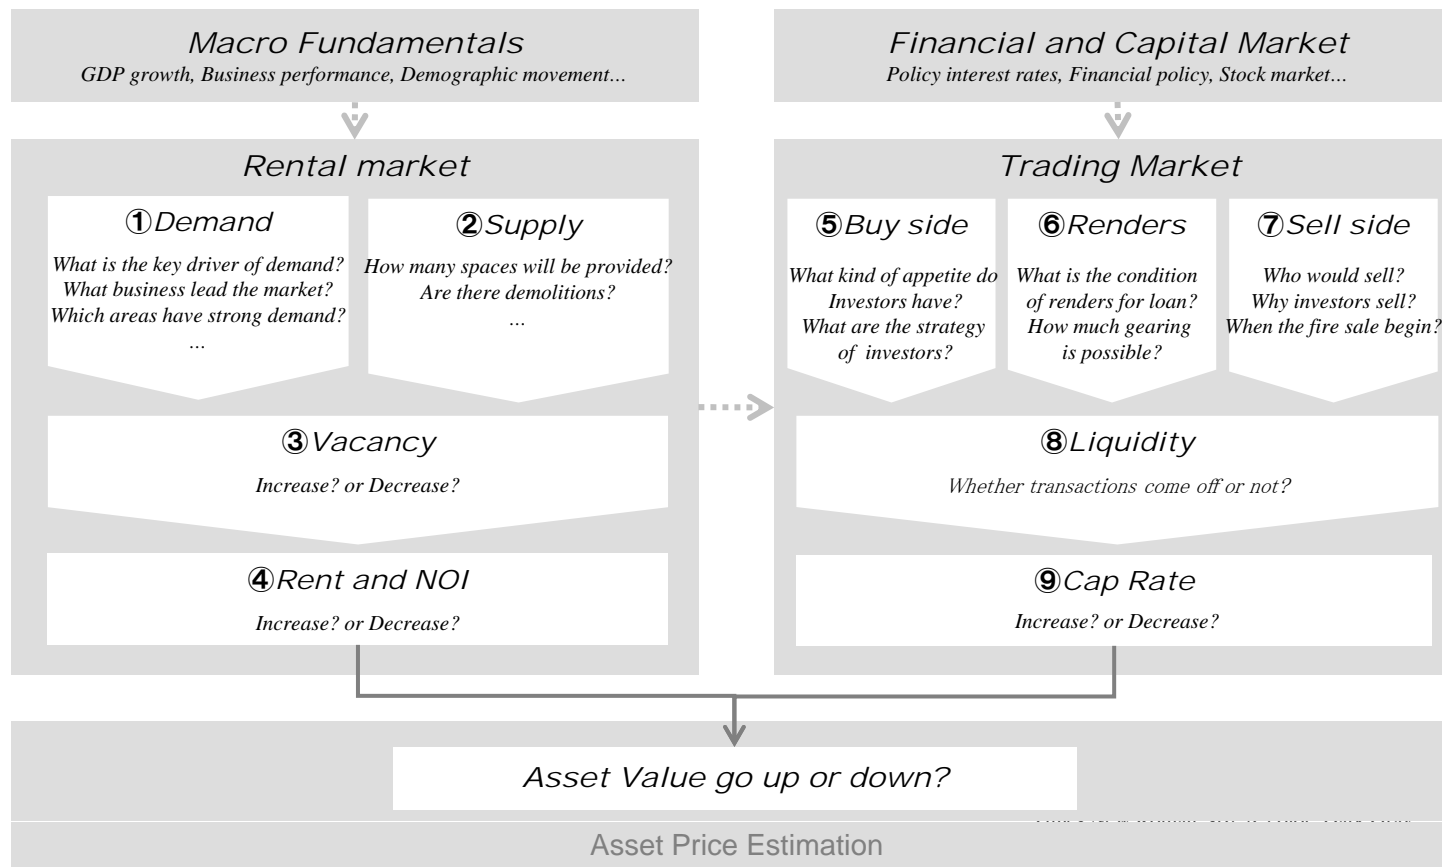 Macro Fundamentals
GDP growth, Business performance, Demographic movement…
Financial and Capital Market
Policy interest rates, Financial policy, Stock market…
Rental market
①Demand
What is the key driver of demand?
What business lead the market?
Which areas have strong demand?
…
②Supply
How many spaces will be provided?
Are there demolitions?
…
③Vacancy
Increase? or Decrease?
④Rent and NOI
Increase? or Decrease?
Trading Market
⑤Buy side
What kind of appetite do
Investors have?
What are the strategy
of investors?
⑥Renders
What is the condition
of renders for loan?
How much gearing
is possible?
⑦Sell side
Who would sell?
Why investors sell?
When the fire sale begin?
⑧Liquidity
Whether transactions come off or not?
⑨Cap Rate
Increase? or Decrease?
Asset Value go up or down?
Asset Price Estimation